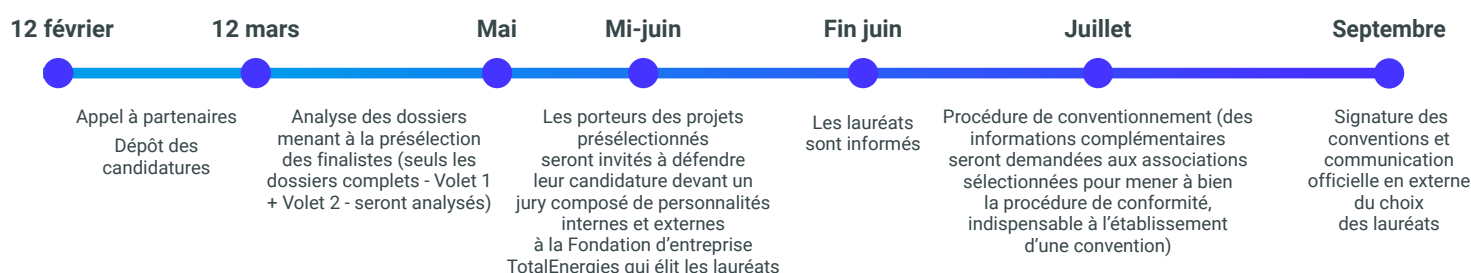 12 février
12 mars
Mai
Mi-juin
Fin juin
Juillet
Septembre
Appel à partenaires
Dépôt des
candidatures
Analyse des dossiers
menant à la présélection
des finalistes (seuls les
dossiers complets - Volet 1
+ Volet 2 - seront analysés)
Les porteurs des projets
présélectionnés
seront invités à défendre
leur candidature devant un
jury composé de personnalités
internes et externes
à la Fondation d’entreprise
TotalEnergies qui élit les lauréats
Les lauréats
sont informés
Procédure de conventionnement (des
informations complémentaires
seront demandées aux associations
sélectionnées pour mener à bien
la procédure de conformité,
indispensable à l’établissement
d’une convention)
Signature des
conventions et
communication
officielle en externe
du choix
des lauréats